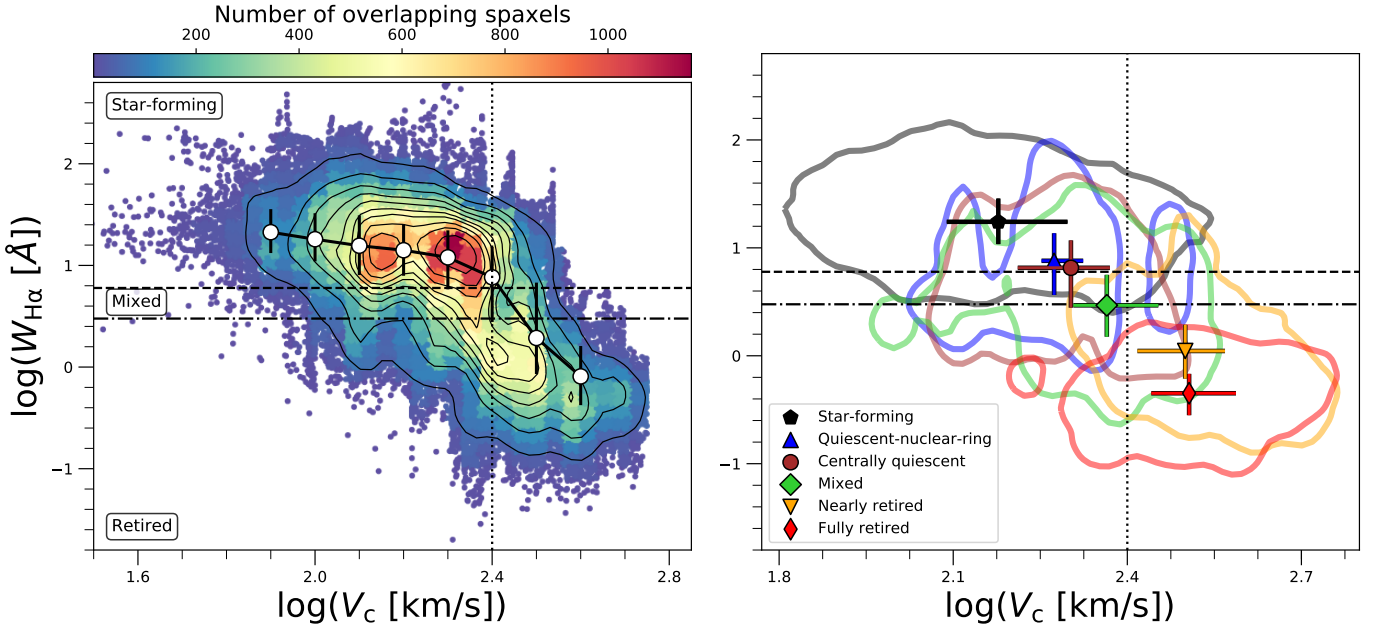 Number of overlapping spaxels
200 400 600 800 1000
Star-forming
Mixed
Retired
2
1
0
−1
log(W_Hα [Å])
1.6 2.0 2.4 2.8
log(V_c [km/s])
2
1
0
−1
Star-forming
Quiescent-nuclear-ring
Centrally quiescent
Mixed
Nearly retired
Fully retired
1.8 2.1 2.4 2.7
log(V_c [km/s])